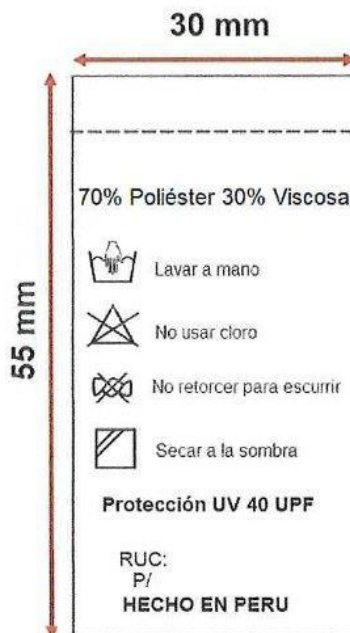 30 mm
55 mm
70% Poliéster 30% Viscosa
Lavar a mano
No usar cloro
No retorcer para escurrir
Secar a la sombra
Protección UV 40 UPF
RUC:
P/
HECHO EN PERU